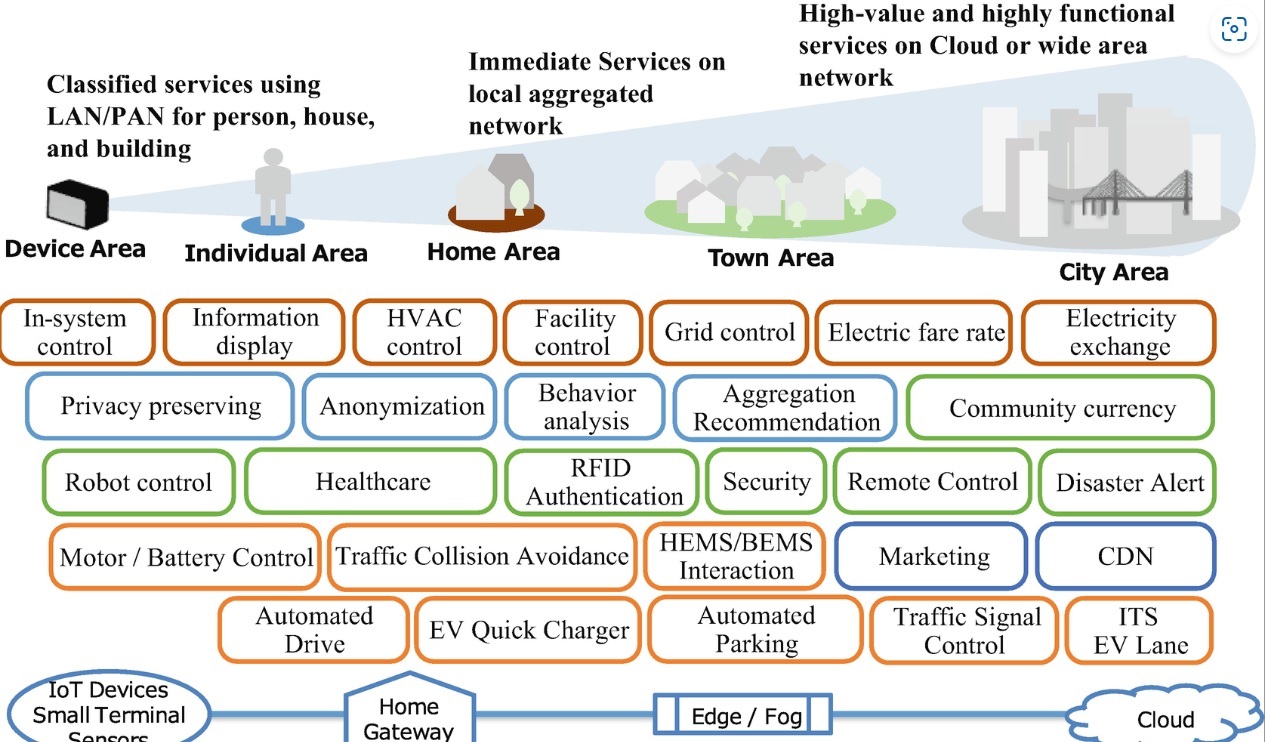 High-value and highly functional
services on Cloud or wide area
network
Immediate Services on
local aggregated
network
Classified services using
LAN/PAN for person, house,
and building
Device Area
Individual Area
Home Area
Town Area
City Area
In-system
control
Information
display
HVAC
control
Facility
control
Grid control
Electric fare rate
Electricity
exchange
Privacy preserving
Anonymization
Behavior
analysis
Aggregation
Recommendation
Community currency
Robot control
Healthcare
RFID
Authentication
Security
Remote Control
Disaster Alert
Motor / Battery Control
Traffic Collision Avoidance
HEMS/BEMS
Interaction
Marketing
CDN
Automated
Drive
EV Quick Charger
Automated
Parking
Traffic Signal
Control
ITS
EV Lane
IoT Devices
Small Terminal
Sensors
Home
Gateway
Edge / Fog
Cloud